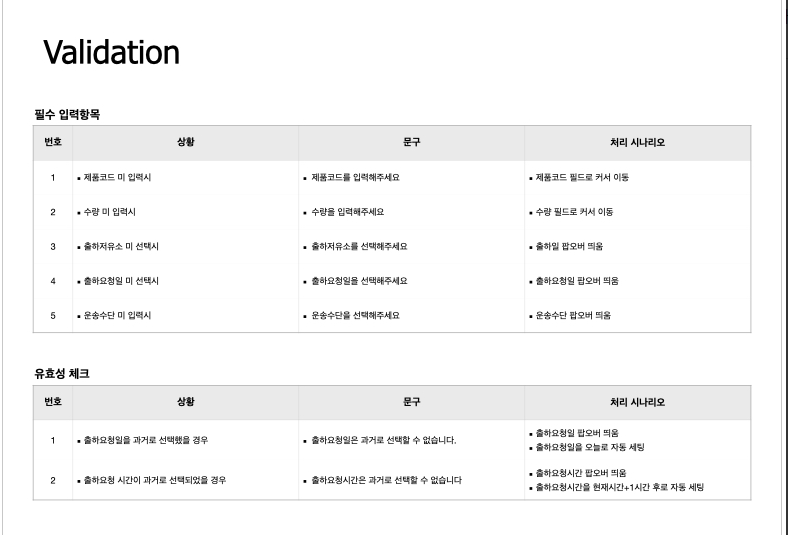 Validation
필수 입력항목
번호 상황 문구 처리 시나리오
1 ▪ 제품코드 미 입력시 ▪ 제품코드를 입력해주세요 ▪ 제품코드 필드로 커서 이동
2 ▪ 수량 미 입력시 ▪ 수량을 입력해주세요 ▪ 수량 필드로 커서 이동
3 ▪ 출하저유소 미 선택시 ▪ 출하저유소를 선택해주세요 ▪ 출하일 팝오버 띄움
4 ▪ 출하요청일 미 선택시 ▪ 출하요청일을 선택해주세요 ▪ 출하요청일 팝오버 띄움
5 ▪ 운송수단 미 입력시 ▪ 운송수단을 선택해주세요 ▪ 운송수단 팝오버 띄움
유효성 체크
번호 상황 문구 처리 시나리오
1 ▪ 출하요청일을 과거로 선택했을 경우 ▪ 출하요청일은 과거로 선택할 수 없습니다. ▪ 출하요청일 팝오버 띄움
▪ 출하요청일을 오늘로 자동 세팅
2 ▪ 출하요청 시간이 과거로 선택되었을 경우 ▪ 출하요청시간은 과거로 선택할 수 없습니다 ▪ 출하요청시간 팝오버 띄움
▪ 출하요청시간을 현재시간+1시간 후로 자동 세팅